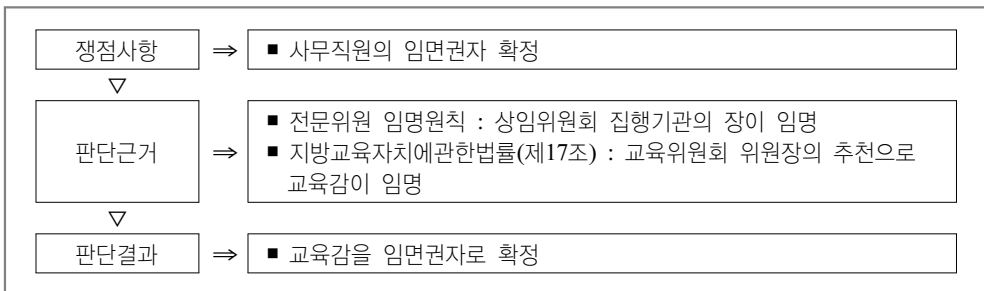 쟁점사항 ⇒ ■ 사무직원의 임면권자 확정
▽
판단근거 ⇒ ■ 전문위원 임명원칙 : 상임위원회 집행기관의 장이 임명
■ 지방교육자치에관한법률(제17조) : 교육위원회 위원장의 추천으로
교육감이 임명
▽
판단결과 ⇒ ■ 교육감을 임면권자로 확정